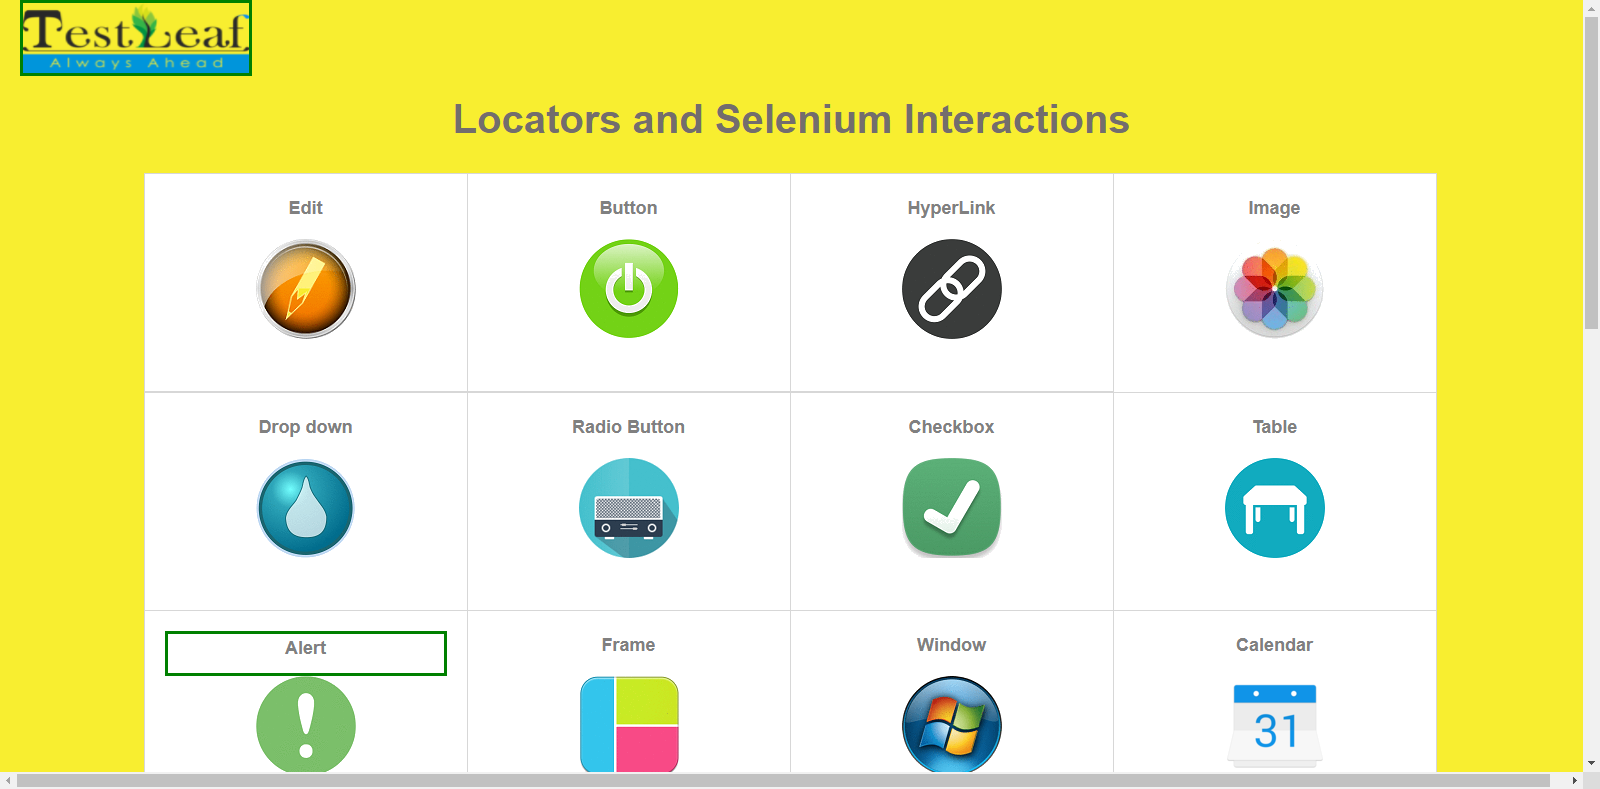 TestLeaf
Always Ahead
Locators and Selenium Interactions
Edit
Button
HyperLink
Image
Drop down
Radio Button
Checkbox
Table
Alert
Frame
Window
Calendar
31